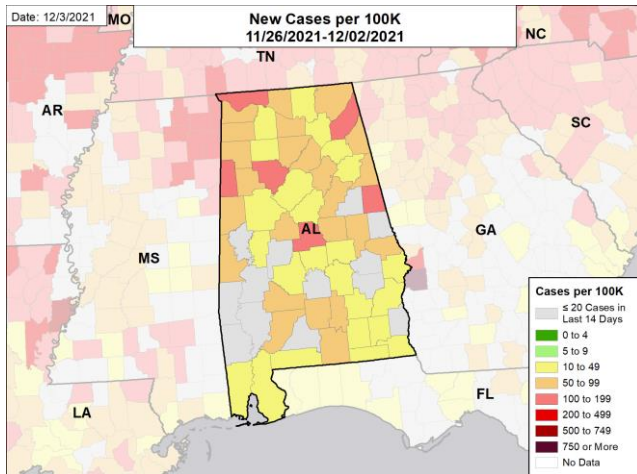 Date: 12/3/2021
New Cases per 100K
11/26/2021-12/02/2021
MO
TN
NC
AR
SC
AL
MS
GA
LA
FL
Cases per 100K
≤ 20 Cases in
Last 14 Days
0 to 4
5 to 9
10 to 49
50 to 99
100 to 199
200 to 499
500 to 749
750 or More
No Data